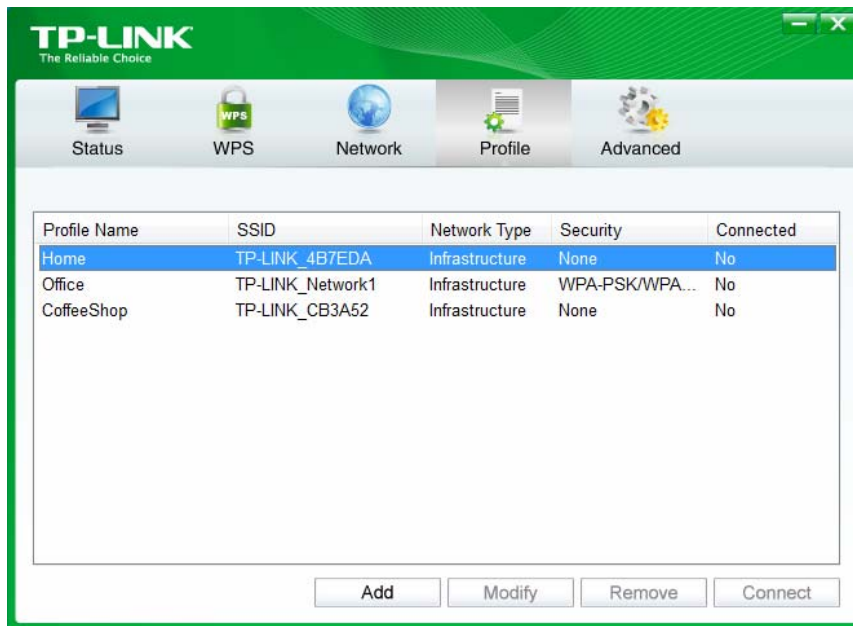 TP-LINK
The Reliable Choice
WPS
Status WPS Network Profile Advanced
Profile Name SSID Network Type Security Connected
Home TP-LINK_4B7EDA Infrastructure None No
Office TP-LINK_Network1 Infrastructure WPA-PSK/WPA... No
CoffeeShop TP-LINK_CB3A52 Infrastructure None No
Add Modify Remove Connect